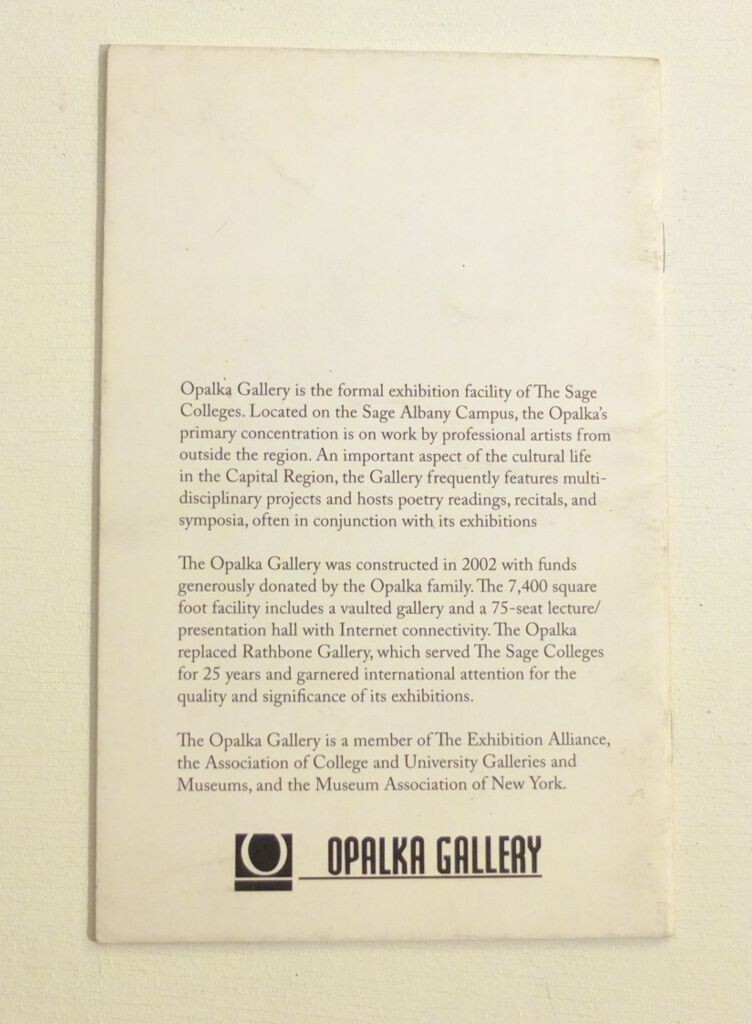 Opalka Gallery is the formal exhibition facility of The Sage
Colleges. Located on the Sage Albany Campus, the Opalka's
primary concentration is on work by professional artists from
outside the region. An important aspect of the cultural life
in the Capital Region, the Gallery frequently features multi-
disciplinary projects and hosts poetry readings, recitals, and
symposia, often in conjunction with its exhibitions
The Opalka Gallery was constructed in 2002 with funds
generously donated by the Opalka family. The 7,400 square
foot facility includes a vaulted gallery and a 75-seat lecture/
presentation hall with Internet connectivity. The Opalka
replaced Rathbone Gallery, which served The Sage Colleges
for 25 years and garnered international attention for the
quality and significance of its exhibitions.
The Opalka Gallery is a member of The Exhibition Alliance,
the Association of College and University Galleries and
Museums, and the Museum Association of New York.
OPALKA GALLERY